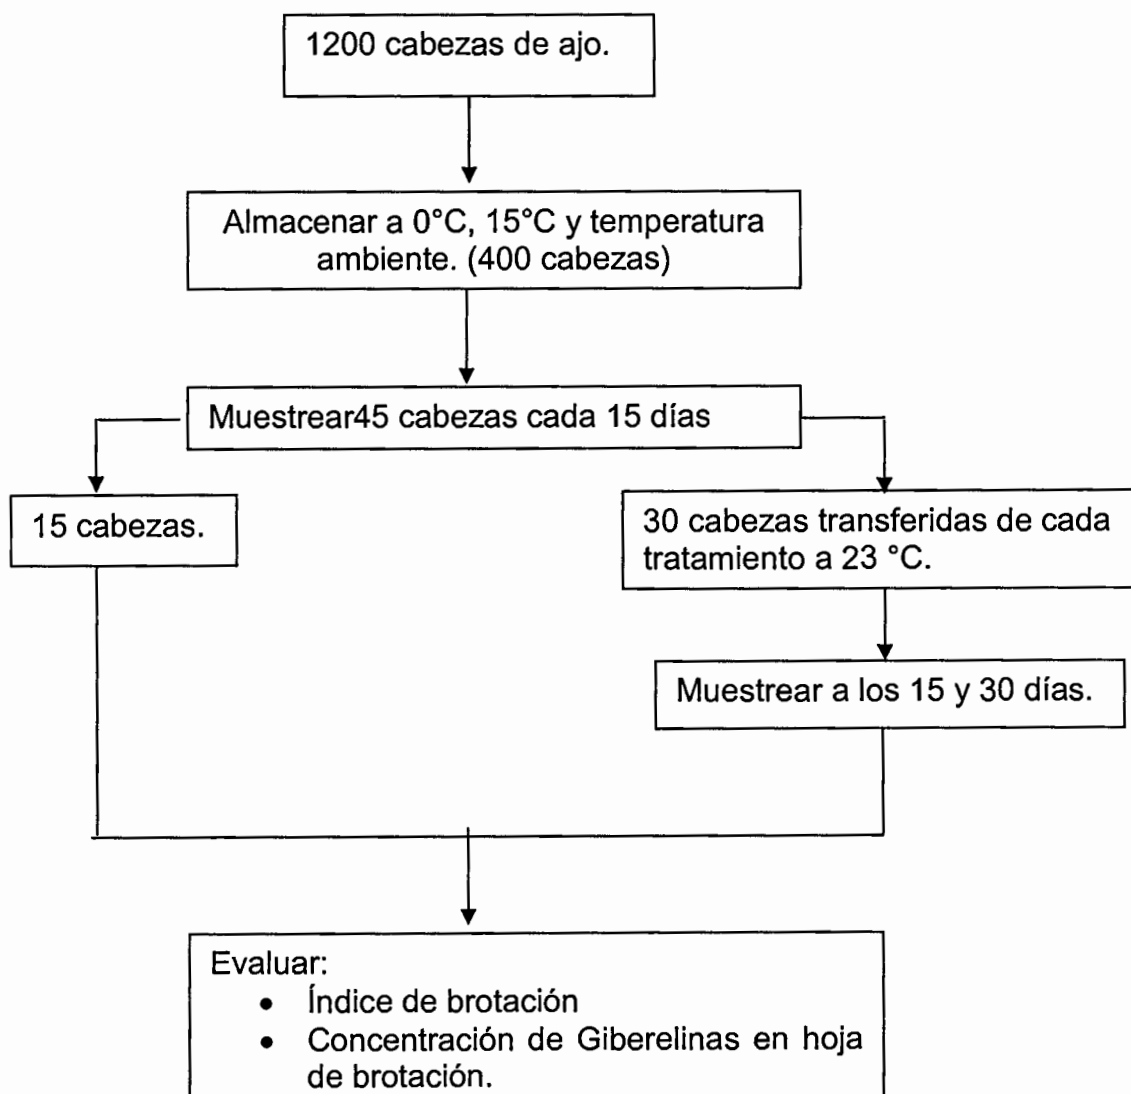 1200 cabezas de ajo.
Almacenar a 0°C, 15°C y temperatura
ambiente. (400 cabezas)
Muestrear45 cabezas cada 15 días
15 cabezas.
30 cabezas transferidas de cada
tratamiento a 23 °C.
Muestrear a los 15 y 30 días.
Evaluar:
• Índice de brotación
• Concentración de Giberelinas en hoja
de brotación.